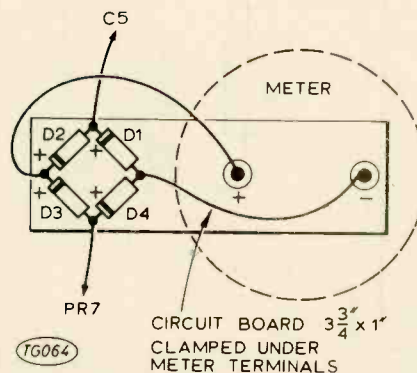 C5
METER
D2 D1
+ +
D3 D4
+ +
+ −
PR7
CIRCUIT BOARD 3 3/4" x 1"
CLAMPED UNDER
METER TERMINALS
TG064